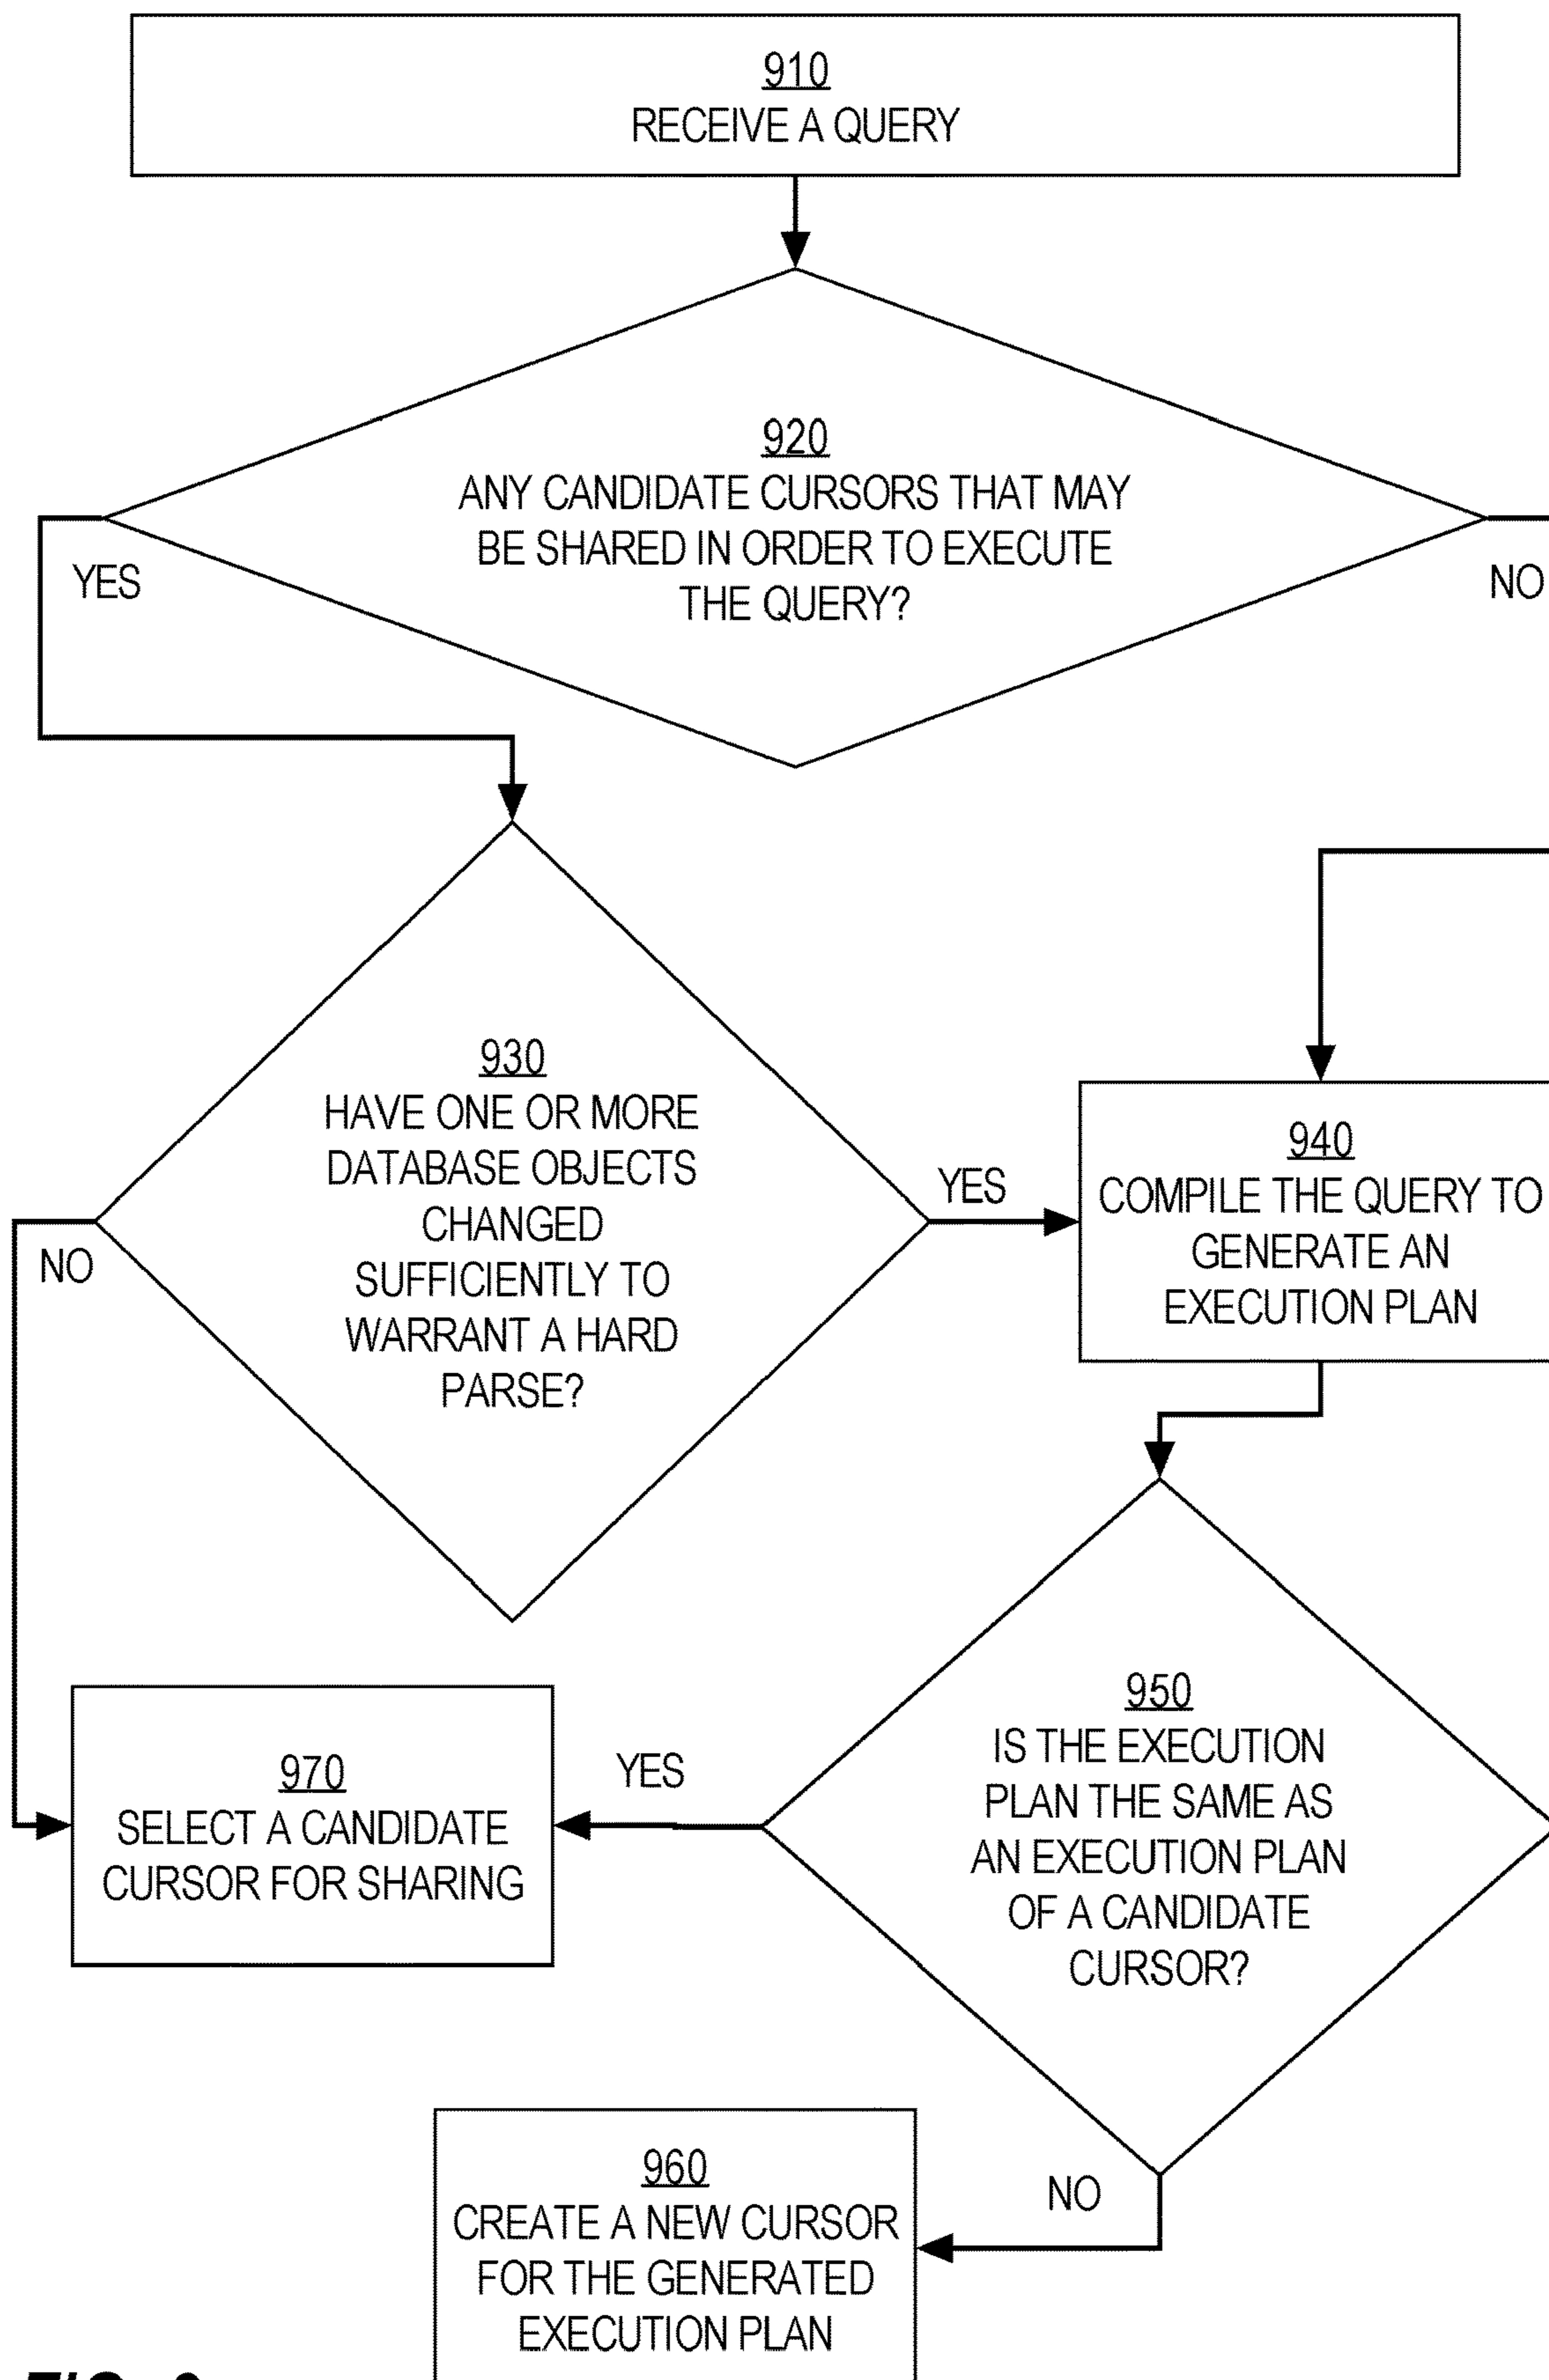 910
RECEIVE A QUERY
920
ANY CANDIDATE CURSORS THAT MAY
BE SHARED IN ORDER TO EXECUTE
THE QUERY?
YES
NO
930
HAVE ONE OR MORE
DATABASE OBJECTS
CHANGED
SUFFICIENTLY TO
WARRANT A HARD
PARSE?
YES
NO
940
COMPILE THE QUERY TO
GENERATE AN
EXECUTION PLAN
950
IS THE EXECUTION
PLAN THE SAME AS
AN EXECUTION PLAN
OF A CANDIDATE
CURSOR?
YES
970
SELECT A CANDIDATE
CURSOR FOR SHARING
NO
960
CREATE A NEW CURSOR
FOR THE GENERATED
EXECUTION PLAN